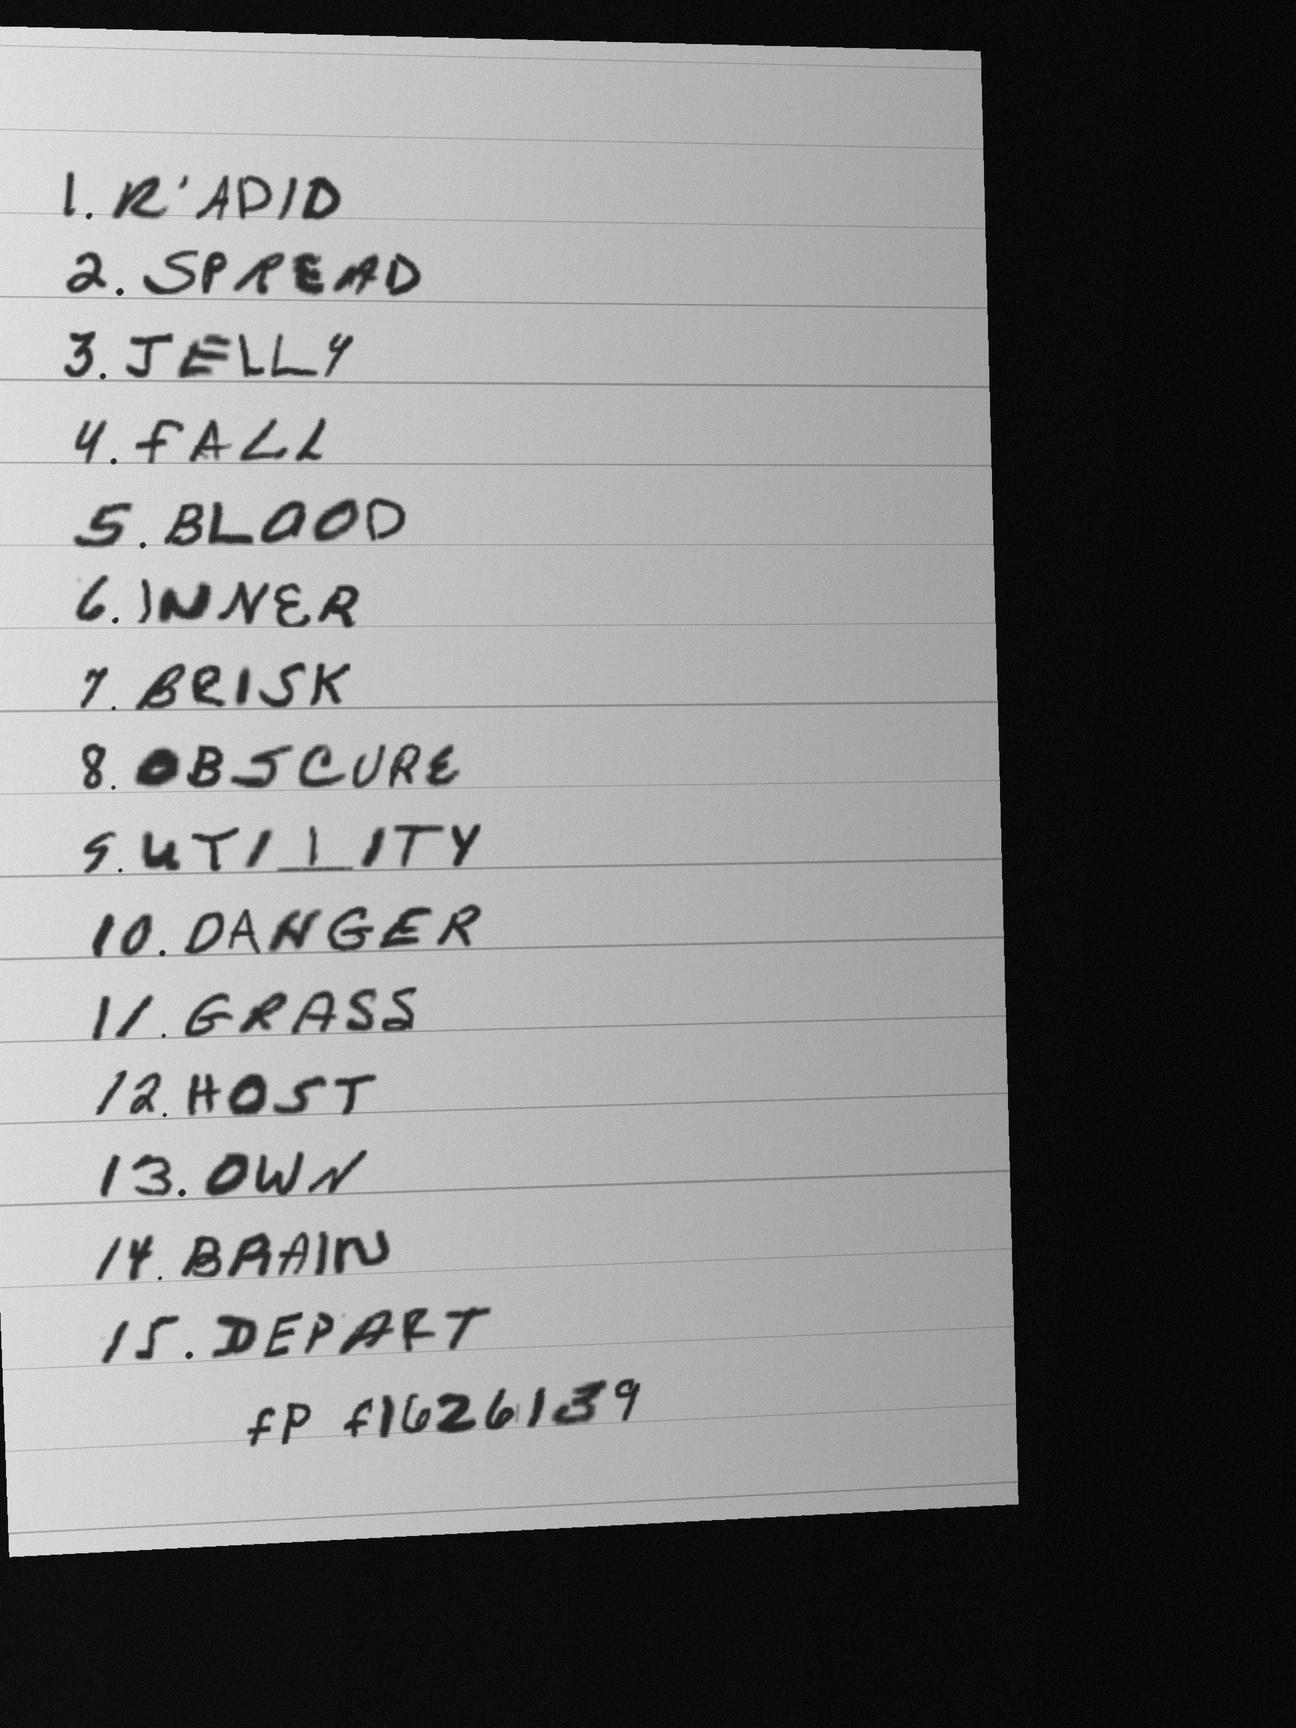 1. R'ADID
2. SPREAD
3. JELLY
4. fALL
5. BLOOD
6. INNER
7. BRISK
8. OBSCURE
9. UTILITY
10. DANGER
11. GRASS
12. HOST
13. OWN
14. BRAIN
15. DEPART
fP f1626139